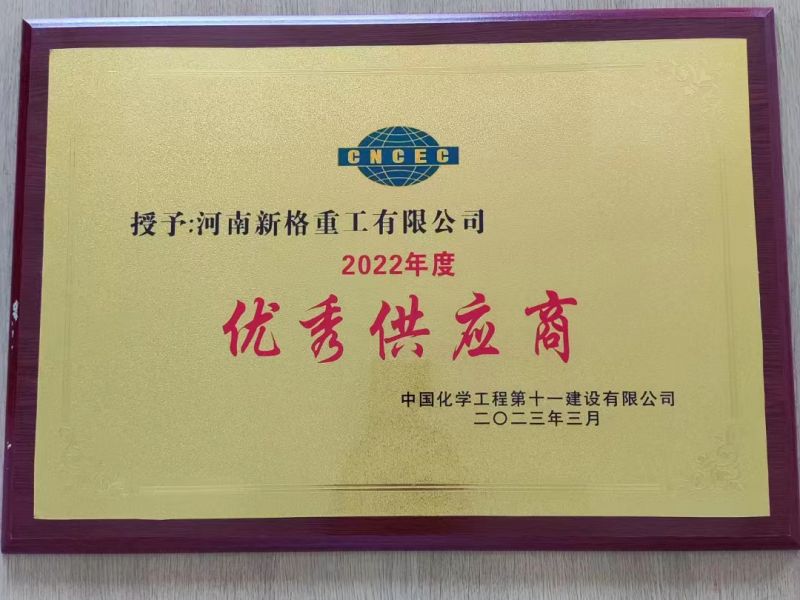 CNCEC
授予:河南新格重工有限公司
2022年度
优秀供应商
中国化学工程第十一建设有限公司
二〇二三年三月